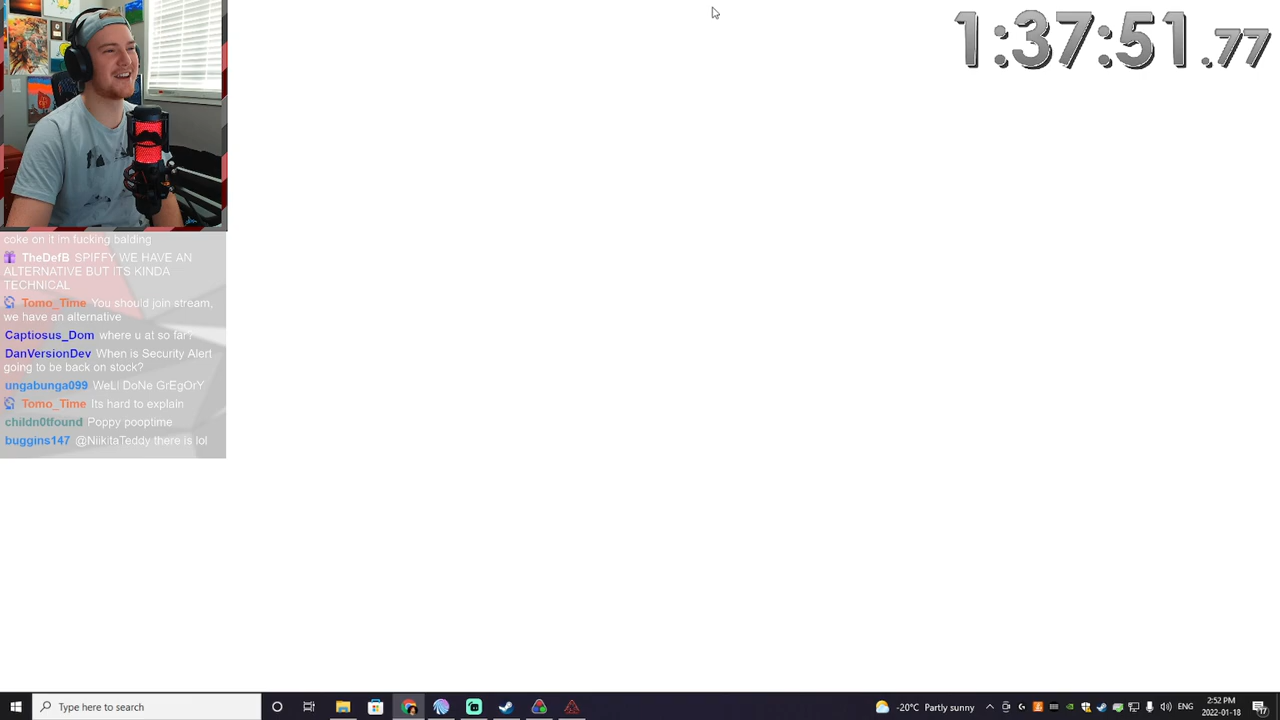 1:37:51.77
coke on it im fucking balding
TheDefB SPIFFY WE HAVE AN
ALTERNATIVE BUT ITS KINDA
TECHNICAL
Tomo_Time You should join stream,
we have an alternative
Captiosus_Dom where u at so far?
DanVersionDev When is Security Alert
going to be back on stock?
ungabunga099 WeLl DoNe GrEgOrY
Tomo_Time Its hard to explain
childn0tfound Poppy pooptime
buggins147 @NiikitaTeddy there is lol
Type here to search
-20°C Partly sunny
ENG
2:52 PM
2022-01-18
17